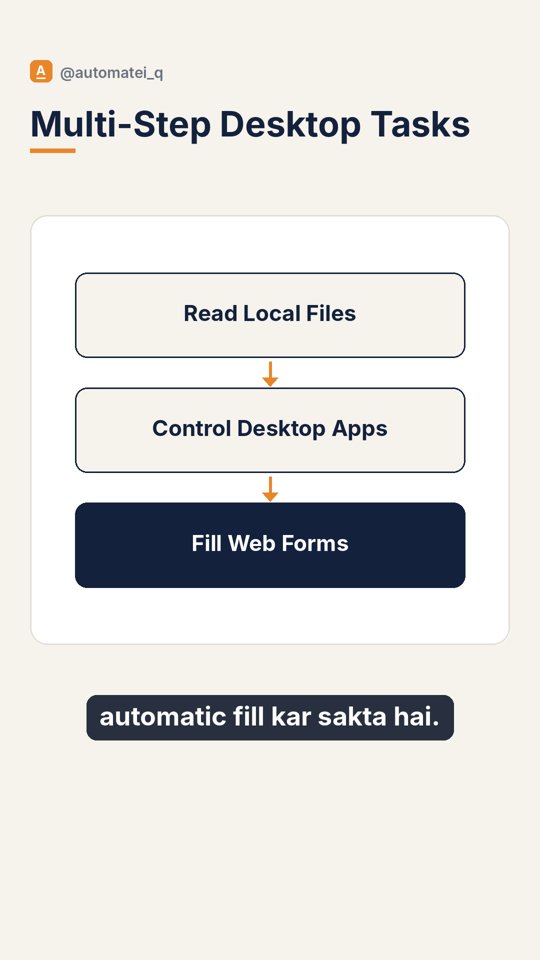 A @automatei_q
Multi-Step Desktop Tasks
Read Local Files
Control Desktop Apps
Fill Web Forms
automatic fill kar sakta hai.